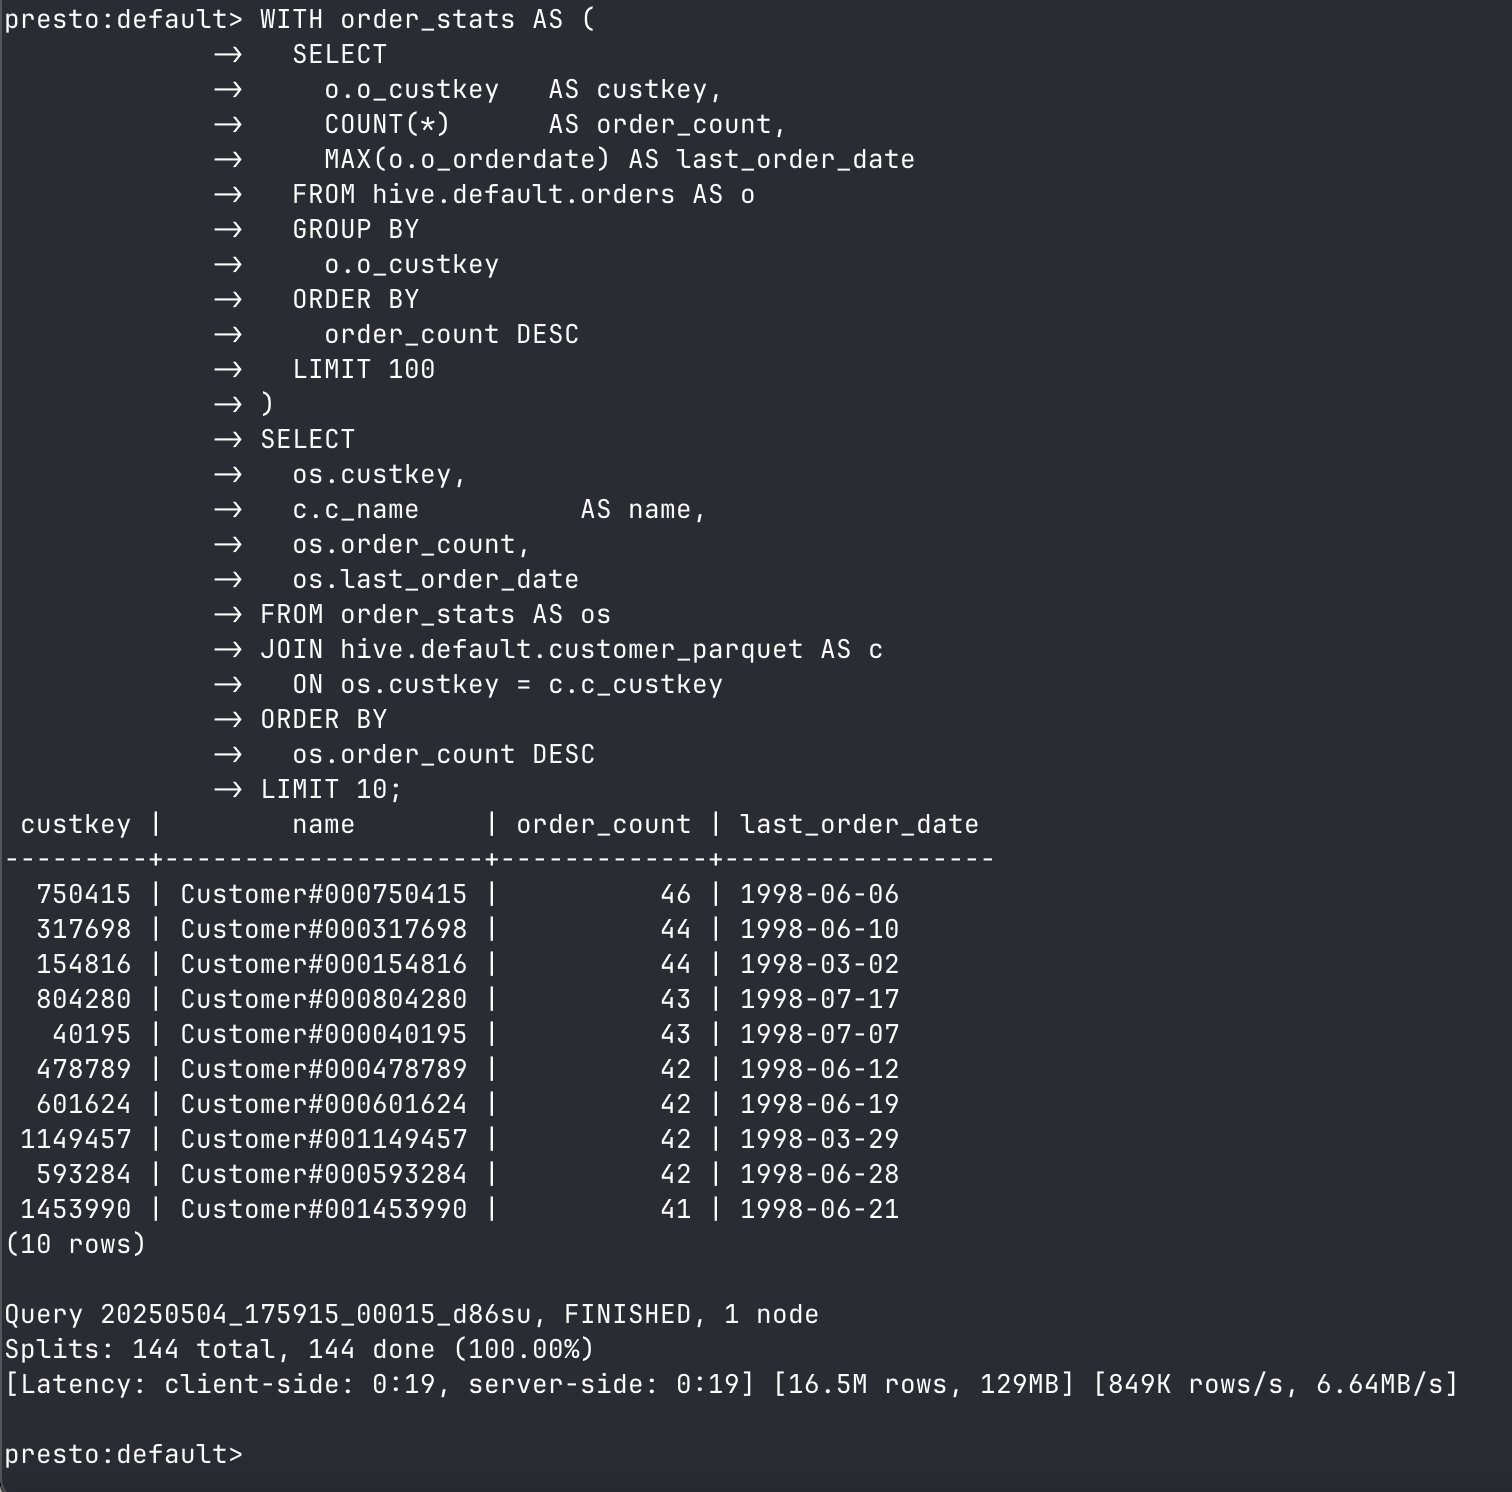 presto:default> WITH order_stats AS (
             ->   SELECT
             ->     o.o_custkey   AS custkey,
             ->     COUNT(*)      AS order_count,
             ->     MAX(o.o_orderdate) AS last_order_date
             ->   FROM hive.default.orders AS o
             ->   GROUP BY
             ->     o.o_custkey
             ->   ORDER BY
             ->     order_count DESC
             ->   LIMIT 100
             -> )
             -> SELECT
             ->   os.custkey,
             ->   c.c_name          AS name,
             ->   os.order_count,
             ->   os.last_order_date
             -> FROM order_stats AS os
             -> JOIN hive.default.customer_parquet AS c
             ->   ON os.custkey = c.c_custkey
             -> ORDER BY
             ->   os.order_count DESC
             -> LIMIT 10;
 custkey |        name        | order_count | last_order_date
---------+--------------------+-------------+-----------------
  750415 | Customer#000750415 |          46 | 1998-06-06
  317698 | Customer#000317698 |          44 | 1998-06-10
  154816 | Customer#000154816 |          44 | 1998-03-02
  804280 | Customer#000804280 |          43 | 1998-07-17
   40195 | Customer#000040195 |          43 | 1998-07-07
  478789 | Customer#000478789 |          42 | 1998-06-12
  601624 | Customer#000601624 |          42 | 1998-06-19
 1149457 | Customer#001149457 |          42 | 1998-03-29
  593284 | Customer#000593284 |          42 | 1998-06-28
 1453990 | Customer#001453990 |          41 | 1998-06-21
(10 rows)

Query 20250504_175915_00015_d86su, FINISHED, 1 node
Splits: 144 total, 144 done (100.00%)
[Latency: client-side: 0:19, server-side: 0:19] [16.5M rows, 129MB] [849K rows/s, 6.64MB/s]

presto:default>